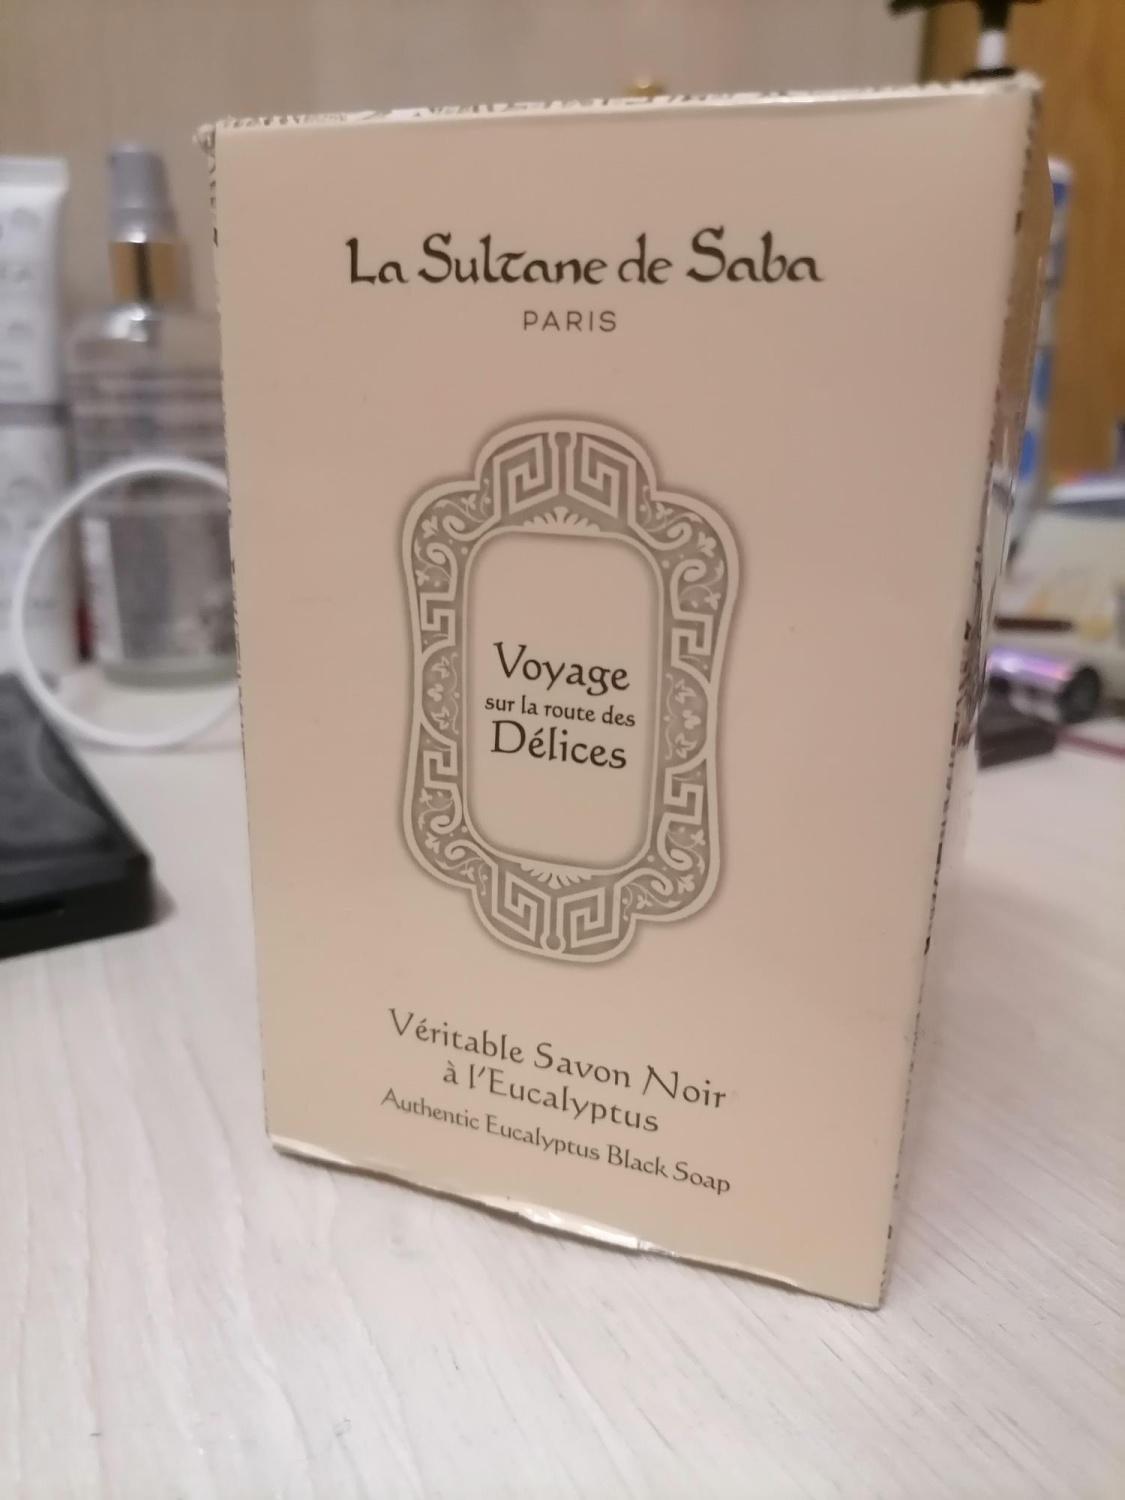 La Sultane de Saba
PARIS
Voyage
sur la route des
Délices
Véritable Savon Noir
à l'Eucalyptus
Authentic Eucalyptus Black Soap